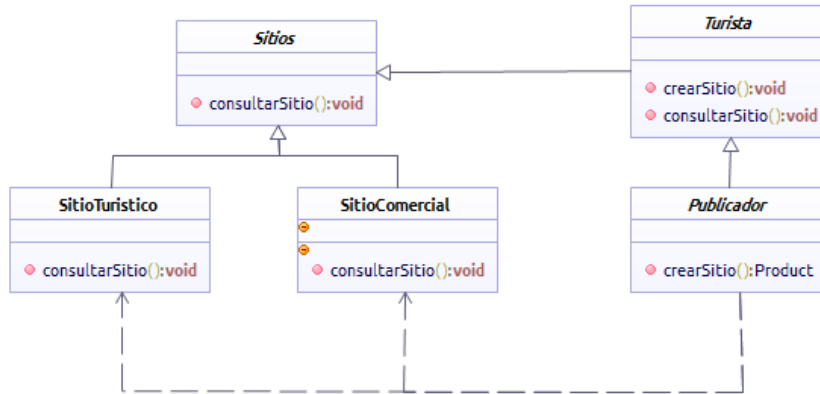 Sitios
consultarSitio():void
Turista
crearSitio():void
consultarSitio():void
SitioTuristico
consultarSitio():void
SitioComercial
consultarSitio():void
Publicador
crearSitio():Product